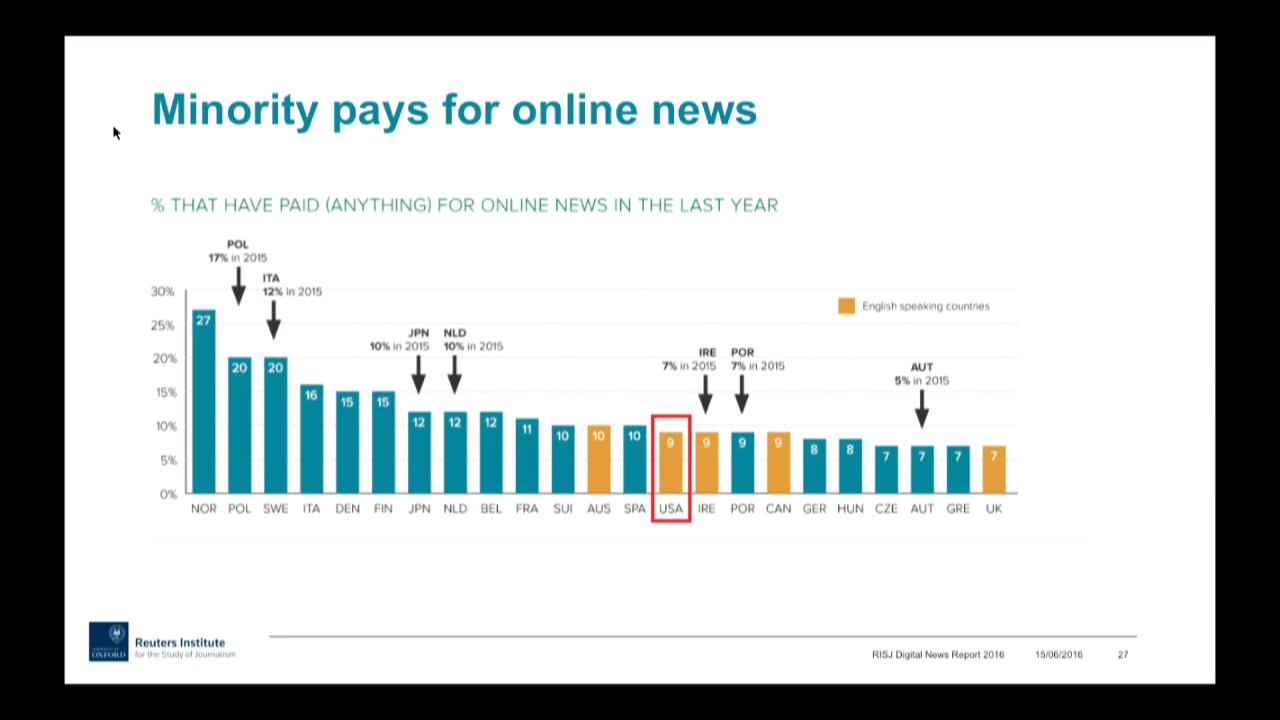 Minority pays for online news
% THAT HAVE PAID (ANYTHING) FOR ONLINE NEWS IN THE LAST YEAR
POL
17% in 2015
ITA
12% in 2015
JPN
10% in 2015
NLD
10% in 2015
IRE
7% in 2015
POR
7% in 2015
AUT
5% in 2015
English speaking countries
30%
25%
20%
15%
10%
5%
0%
27 20 20 16 15 15 12 12 12 11 10 10 10 9 9 9 9 8 8 7 7 7 7
NOR POL SWE ITA DEN FIN JPN NLD BEL FRA SUI AUS SPA USA IRE POR CAN GER HUN CZE AUT GRE UK
UNIVERSITY OF
OXFORD
Reuters Institute
for the Study of Journalism
RISJ Digital News Report 2016 15/06/2016 27